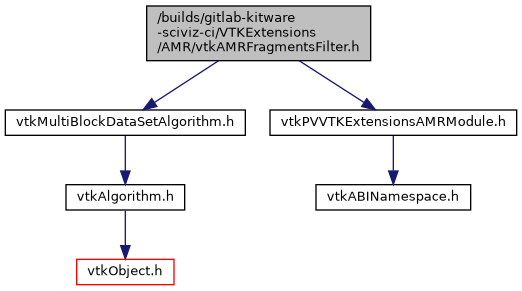 /builds/gitlab-kitware
-sciviz-ci/VTKExtensions
/AMR/vtkAMRFragmentsFilter.h
vtkMultiBlockDataSetAlgorithm.h
vtkPVVTKExtensionsAMRModule.h
vtkAlgorithm.h
vtkABINamespace.h
vtkObject.h